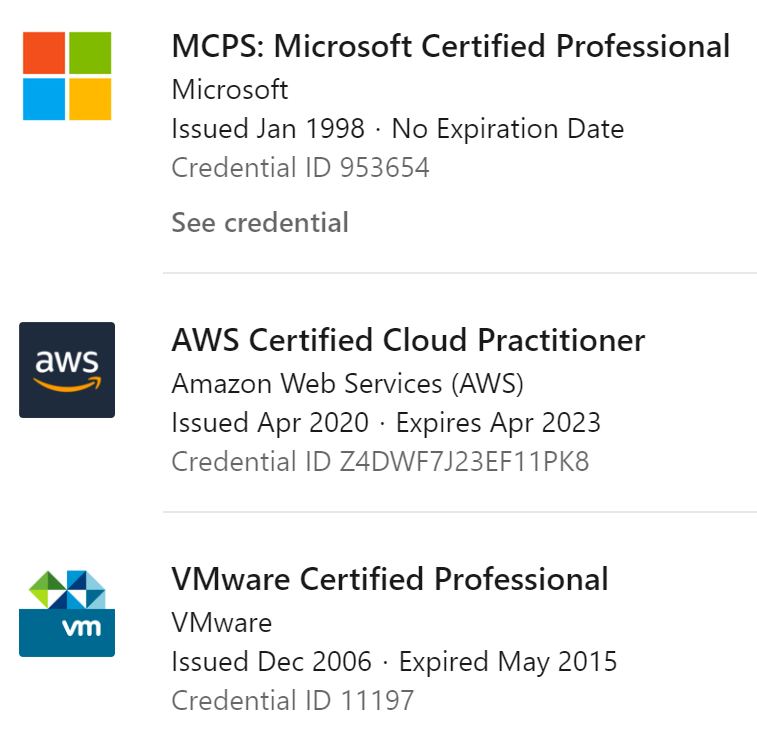 MCPS: Microsoft Certified Professional
Microsoft
Issued Jan 1998 · No Expiration Date
Credential ID 953654
See credential
aws
AWS Certified Cloud Practitioner
Amazon Web Services (AWS)
Issued Apr 2020 · Expires Apr 2023
Credential ID Z4DWF7J23EF11PK8
vm
VMware Certified Professional
VMware
Issued Dec 2006 · Expired May 2015
Credential ID 11197